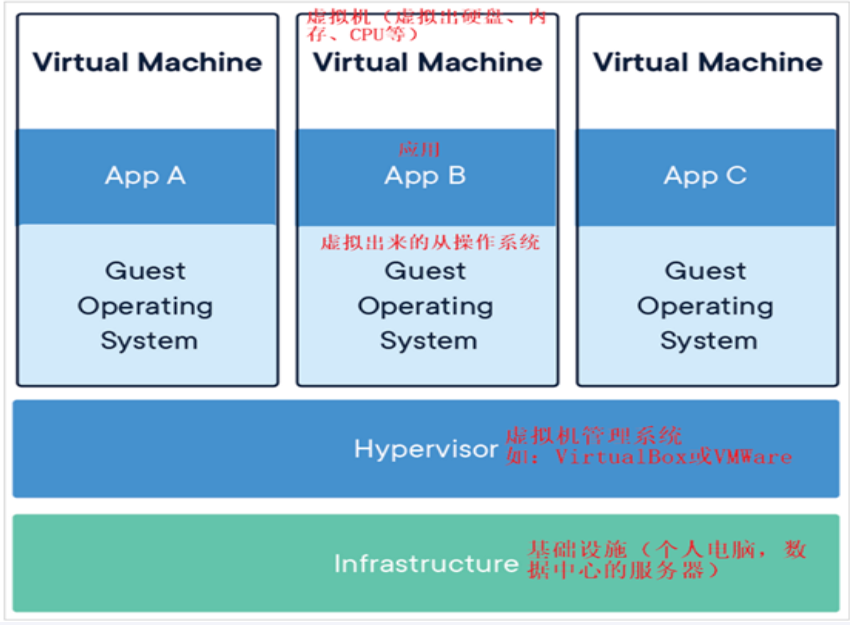 虚拟机（虚拟出硬盘、内
存、CPU等）
Virtual Machine
Virtual Machine
Virtual Machine
应用
App A
App B
App C
虚拟出来的从操作系统
Guest
Operating
System
Guest
Operating
System
Guest
Operating
System
Hypervisor
虚拟机管理系统
如：VirtualBox或VMWare
Infrastructure
基础设施（个人电脑，数
据中心的服务器）